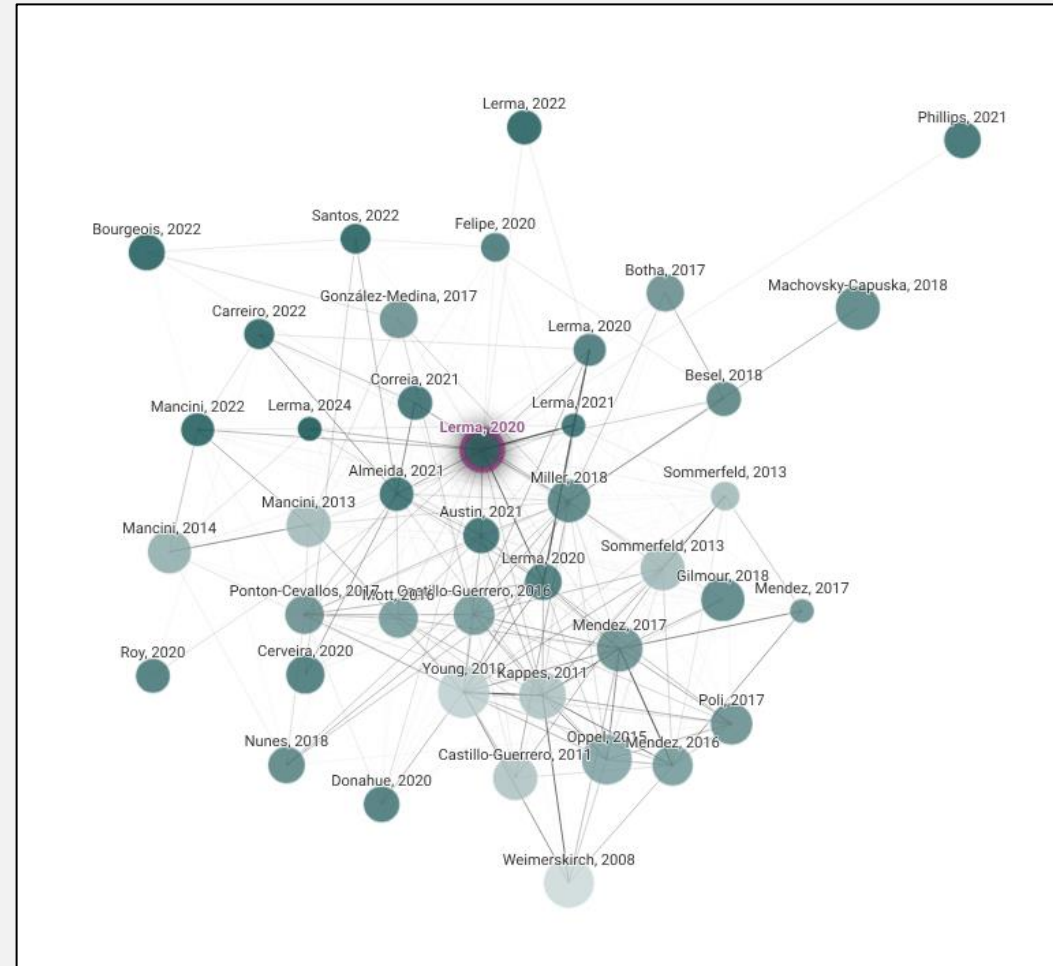 Lerma, 2022
Phillips, 2021
Santos, 2022
Felipe, 2020
Bourgeois, 2022
Botha, 2017
Machovsky-Capuska, 2018
González-Medina, 2017
Carreiro, 2022
Lerma, 2020
Besel, 2018
Correia, 2021
Lerma, 2021
Mancini, 2022
Lerma, 2024
Lerma, 2020
Almeida, 2021
Miller, 2018
Sommerfeld, 2013
Mancini, 2013
Austin, 2021
Mancini, 2014
Lerma, 2020
Sommerfeld, 2013
Gilmour, 2018
Mendez, 2017
Ponton-Cevallos, 2017
Mott, 2016
Castillo-Guerrero, 2016
Mendez, 2017
Roy, 2020
Cerveira, 2020
Young, 2010
Kappes, 2011
Poli, 2017
Nunes, 2018
Oppel, 2015
Mendez, 2016
Castillo-Guerrero, 2011
Donahue, 2020
Weimerskirch, 2008